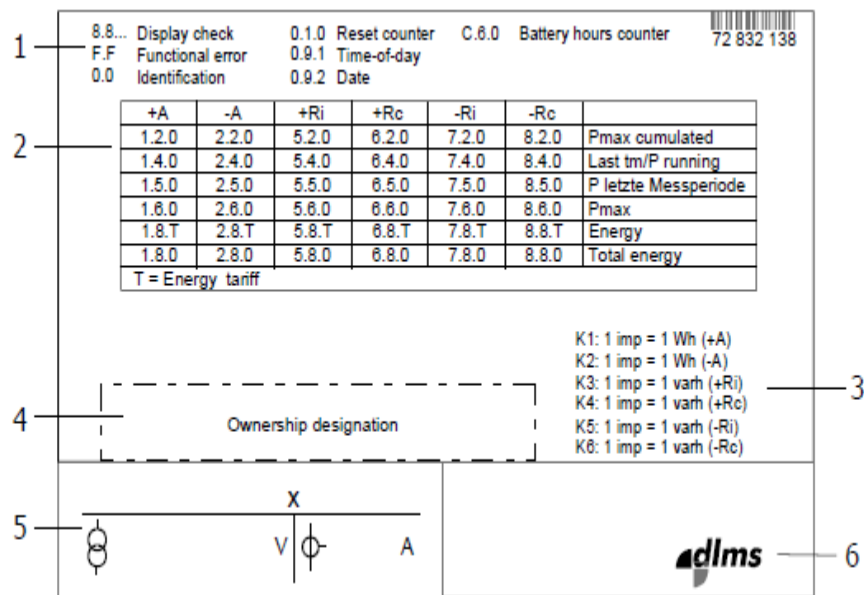 8.8... Display check 0.1.0 Reset counter C.6.0 Battery hours counter 72 832 138
1 F.F Functional error 0.9.1 Time-of-day
0.0 Identification 0.9.2 Date
+A -A +Ri +Rc -Ri -Rc
2 1.2.0 2.2.0 5.2.0 6.2.0 7.2.0 8.2.0 Pmax cumulated
1.4.0 2.4.0 5.4.0 6.4.0 7.4.0 8.4.0 Last tm/P running
1.5.0 2.5.0 5.5.0 6.5.0 7.5.0 8.5.0 P letzte Messperiode
1.6.0 2.6.0 5.6.0 6.6.0 7.6.0 8.6.0 Pmax
1.8.T 2.8.T 5.8.T 6.8.T 7.8.T 8.8.T Energy
1.8.0 2.8.0 5.8.0 6.8.0 7.8.0 8.8.0 Total energy
T = Energy tariff
K1: 1 imp = 1 Wh (+A)
K2: 1 imp = 1 Wh (-A)
K3: 1 imp = 1 varh (+Ri) 3
K4: 1 imp = 1 varh (+Rc)
K5: 1 imp = 1 varh (-Ri)
K6: 1 imp = 1 varh (-Rc)
4 Ownership designation
X
5 V A
dlms 6